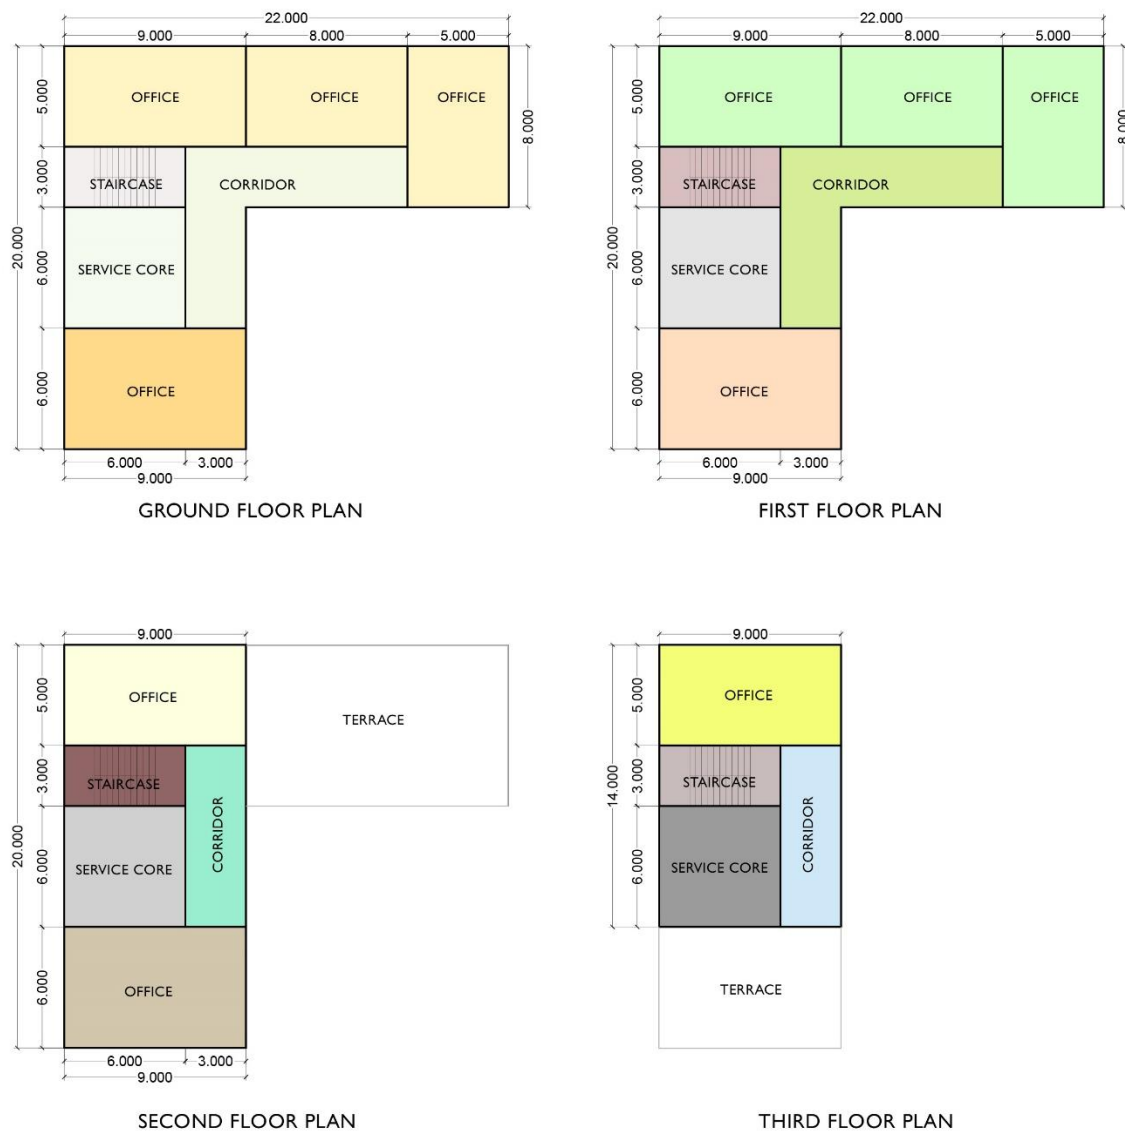 22.000
22.000
9.000
8.000
5.000
9.000
8.000
5.000
5.000
OFFICE
OFFICE
OFFICE
8.000
5.000
OFFICE
OFFICE
OFFICE
8.000
3.000
STAIRCASE
CORRIDOR
3.000
STAIRCASE
CORRIDOR
20.000
6.000
SERVICE CORE
20.000
6.000
SERVICE CORE
6.000
OFFICE
6.000
OFFICE
6.000
3.000
6.000
3.000
9.000
9.000
GROUND FLOOR PLAN
FIRST FLOOR PLAN
9.000
9.000
5.000
OFFICE
TERRACE
5.000
OFFICE
3.000
STAIRCASE
14.000
3.000
STAIRCASE
20.000
6.000
SERVICE CORE
CORRIDOR
6.000
SERVICE CORE
CORRIDOR
6.000
OFFICE
TERRACE
6.000
3.000
9.000
SECOND FLOOR PLAN
THIRD FLOOR PLAN